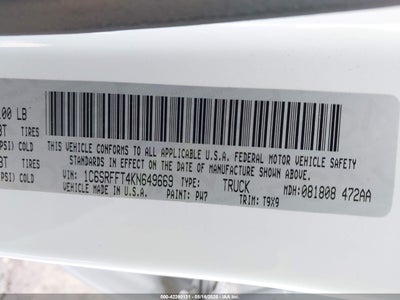 .00 LB
BT TIRES
PSI) COLD
BT TIRES
PSI) COLD
THIS VEHICLE CONFORMS TO ALL APPLICABLE U.S.A. FEDERAL MOTOR VEHICLE SAFETY
STANDARDS IN EFFECT ON THE DATE OF MANUFACTURE SHOWN ABOVE.
VIN: 1C6SRFFT4KN649669 TYPE: TRUCK MDH: 081808 472AA
VEHICLE MADE IN U.S.A. PAINT: PW7 TRIM: T9X9